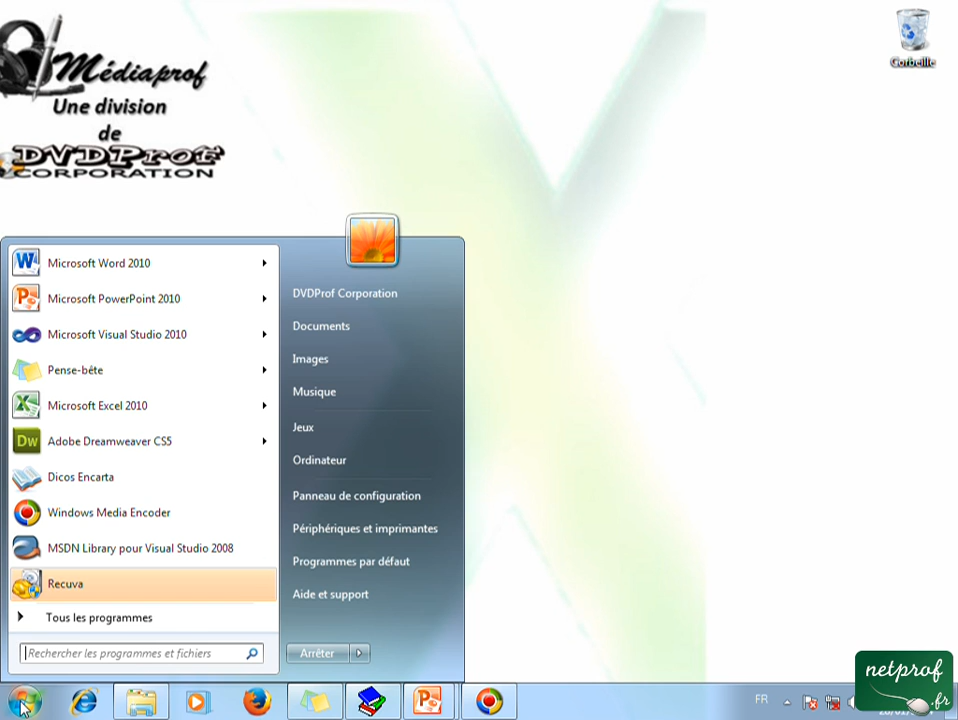 Médiaprof
Une division
de
DVDProf
CORPORATION
Corbeille
Microsoft Word 2010
Microsoft PowerPoint 2010
Microsoft Visual Studio 2010
Pense-bête
Microsoft Excel 2010
Adobe Dreamweaver CS5
Dw
Dicos Encarta
Windows Media Encoder
MSDN Library pour Visual Studio 2008
Recuva
Tous les programmes
Rechercher les programmes et fichiers
DVDProf Corporation
Documents
Images
Musique
Jeux
Ordinateur
Panneau de configuration
Périphériques et imprimantes
Programmes par défaut
Aide et support
Arrêter
FR
netprof
.fr